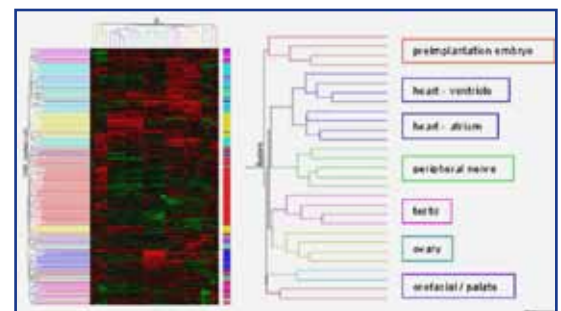 preimplantation embryo
heart - ventricle
heart - atrium
peripheral nerve
testis
ovary
orofacial / palate